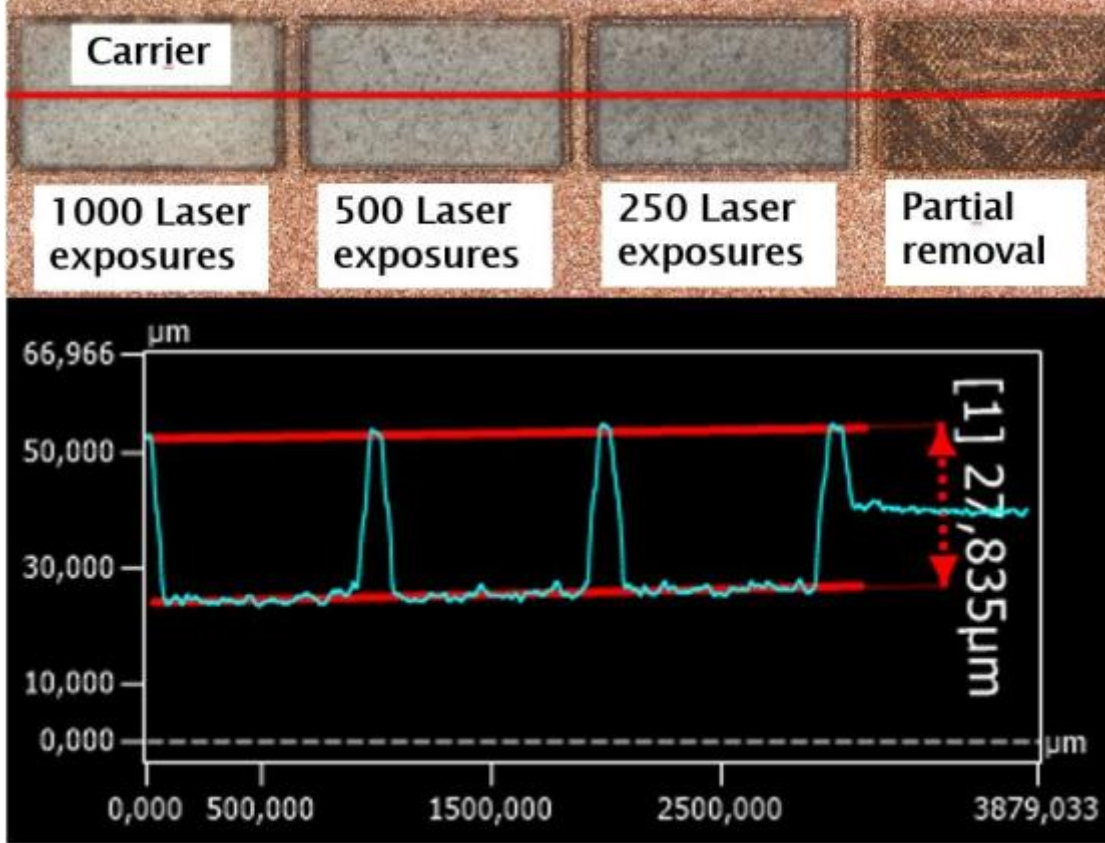 Carrier
1000 Laser
exposures
500 Laser
exposures
250 Laser
exposures
Partial
removal
µm
66,966
50,000
30,000
10,000
0,000
µm
0,000 500,000 1500,000 2500,000 3879,033
[1] 27,835µm